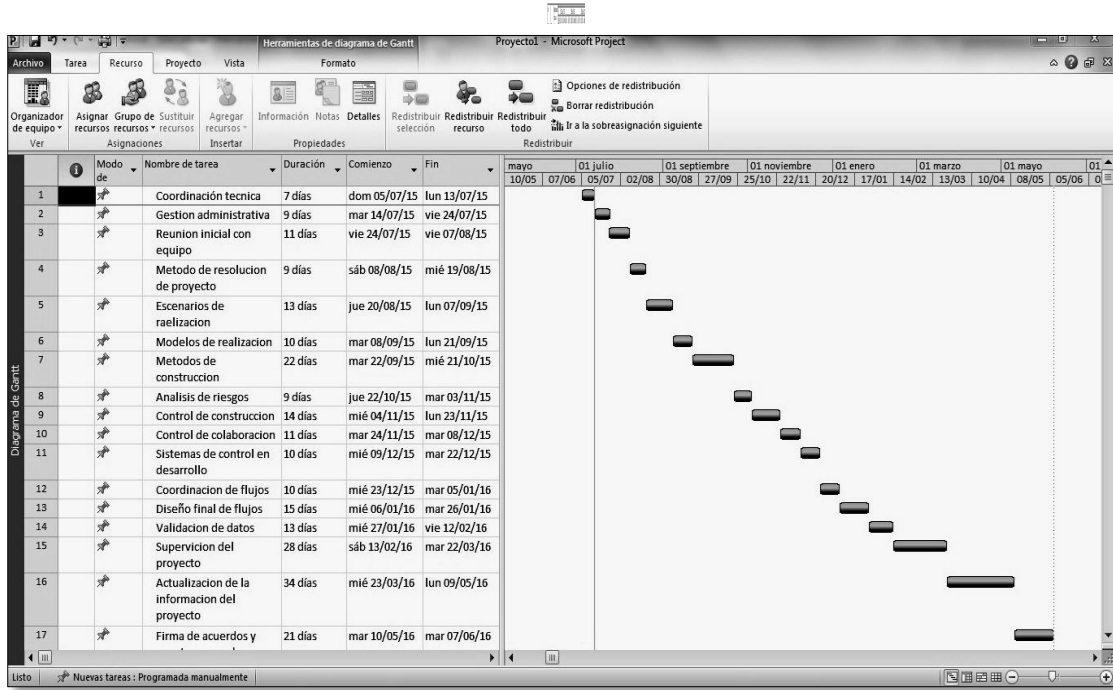 Herramientas de diagrama de Gantt
Proyecto1 - Microsoft Project
Archivo Tarea Recurso Proyecto Vista Formato
Organizador de equipo
Asignar recursos
Grupo de recursos
Sustituir recursos
Agregar recursos
Información
Notas
Detalles
Redistribuir selección
Redistribuir recurso
Redistribuir todo
Opciones de redistribución
Borrar redistribución
Ir a la sobreasignación siguiente
Ver Asignaciones Insertar Propiedades Redistribuir
Modo de Nombre de tarea Duración Comienzo Fin
mayo 01 julio 01 septiembre 01 noviembre 01 enero 01 marzo 01 mayo 01
10/05 07/06 05/07 02/08 30/08 27/09 25/10 22/11 20/12 17/01 14/02 13/03 10/04 08/05 05/06
1 Coordinación tecnica 7 días dom 05/07/15 lun 13/07/15
2 Gestion administrativa 9 días mar 14/07/15 vie 24/07/15
3 Reunion inicial con equipo 11 días vie 24/07/15 vie 07/08/15
4 Metodo de resolucion de proyecto 9 días sáb 08/08/15 mié 19/08/15
5 Escenarios de raelizacion 13 días jue 20/08/15 lun 07/09/15
6 Modelos de realizacion 10 días mar 08/09/15 lun 21/09/15
7 Metodos de construccion 22 días mar 22/09/15 mié 21/10/15
8 Analisis de riesgos 9 días jue 22/10/15 mar 03/11/15
9 Control de construccion 14 días mié 04/11/15 lun 23/11/15
10 Control de colaboracion 11 días mar 24/11/15 mar 08/12/15
11 Sistemas de control en desarrollo 10 días mié 09/12/15 mar 22/12/15
12 Coordinacion de flujos 10 días mié 23/12/15 mar 05/01/16
13 Diseño final de flujos 15 días mié 06/01/16 mar 26/01/16
14 Validacion de datos 13 días mié 27/01/16 vie 12/02/16
15 Supervicion del proyecto 28 días sáb 13/02/16 mar 22/03/16
16 Actualizacion de la informacion del proyecto 34 días mié 23/03/16 lun 09/05/16
17 Firma de acuerdos y 21 días mar 10/05/16 mar 07/06/16
Diagrama de Gantt
Listo Nuevas tareas : Programada manualmente